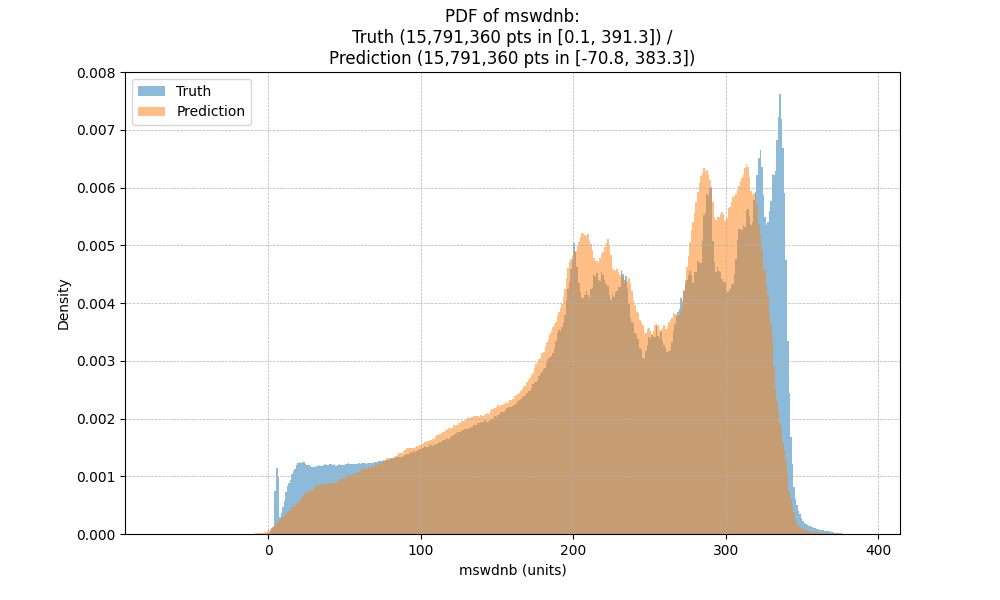 PDF of mswdnb:
Truth (15,791,360 pts in [0.1, 391.3]) /
Prediction (15,791,360 pts in [-70.8, 383.3])
Truth
Prediction
0.008
0.007
0.006
0.005
0.004
0.003
0.002
0.001
0.000
Density
0
100
200
300
400
mswdnb (units)